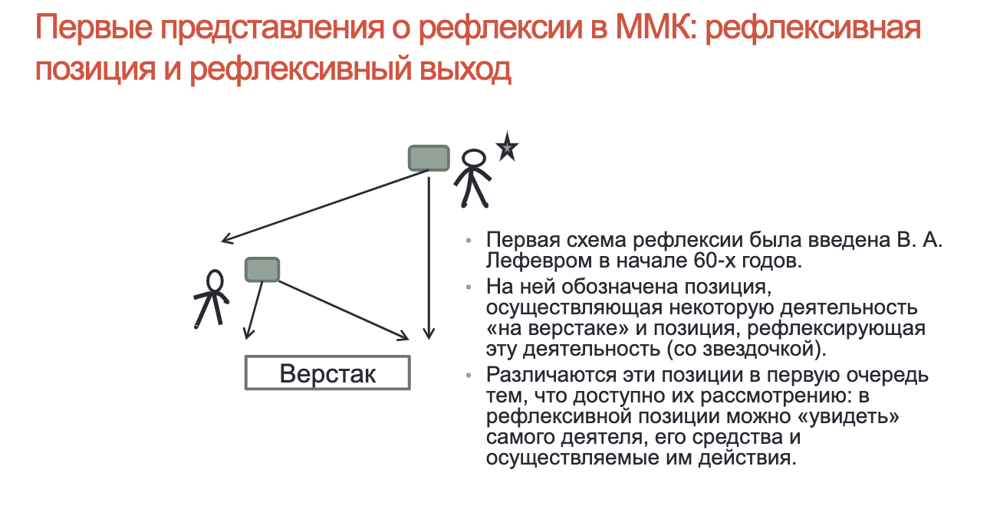 Первые представления о рефлексии в ММК: рефлексивная
позиция и рефлексивный выход
Верстак
• Первая схема рефлексии была введена В. А.
Лефевром в начале 60-х годов.
• На ней обозначена позиция,
осуществляющая некоторую деятельность
«на верстаке» и позиция, рефлексирующая
эту деятельность (со звездочкой).
• Различаются эти позиции в первую очередь
тем, что доступно их рассмотрению: в
рефлексивной позиции можно «увидеть»
самого деятеля, его средства и
осуществляемые им действия.